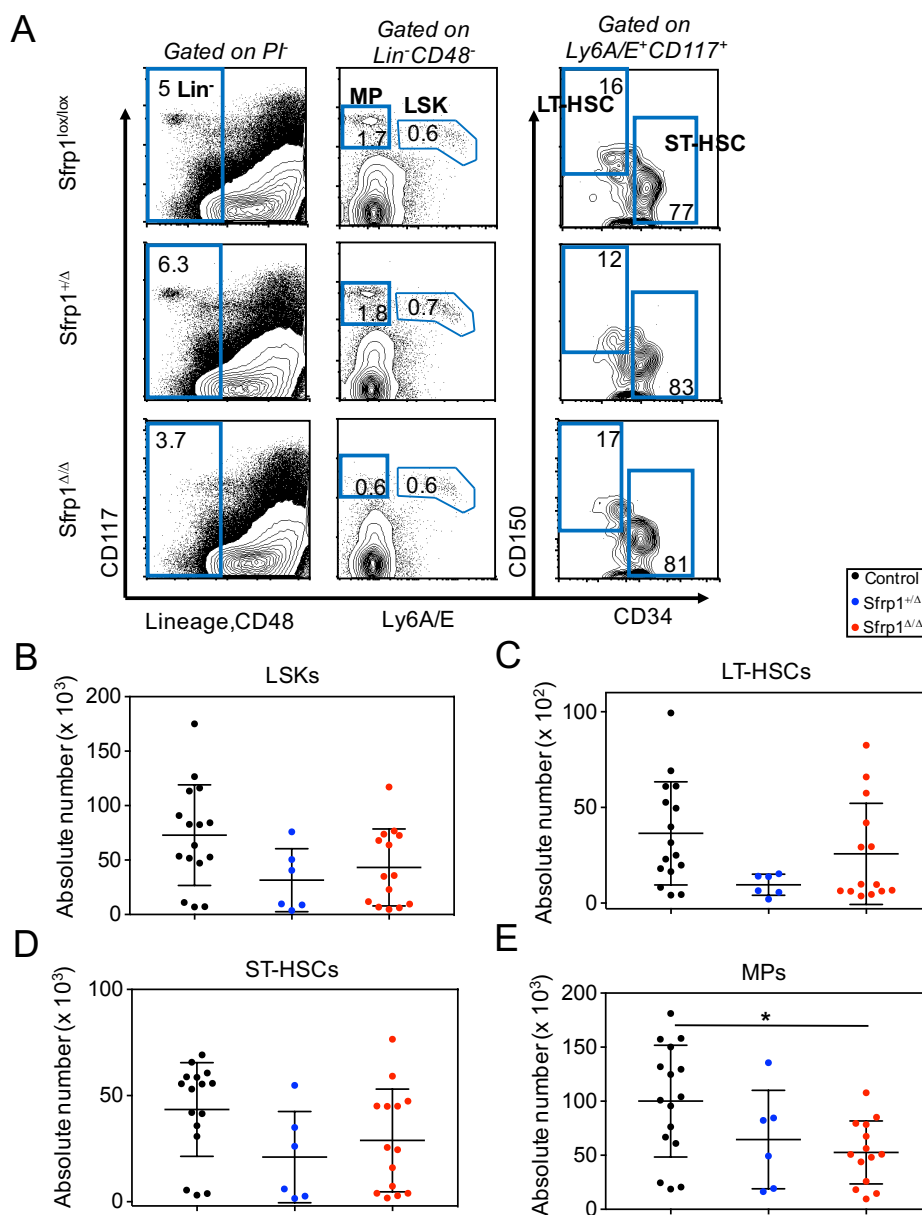 A
Gated on PI⁻
Gated on
Lin⁻CD48⁻
Gated on
Ly6A/E⁺CD117⁺
Sfrp1^lox/lox
5 Lin⁻
MP
LSK
1.7
0.6
LT-HSC
16
ST-HSC
77
Sfrp1^+/Δ
6.3
1.8
0.7
12
83
Sfrp1^Δ/Δ
3.7
0.6
0.6
17
81
CD117
CD150
Lineage,CD48
Ly6A/E
CD34
Control
Sfrp1^+/Δ
Sfrp1^Δ/Δ
B
LSKs
Absolute number (x 10³)
200
150
100
50
0
C
LT-HSCs
Absolute number (x 10²)
100
50
0
D
ST-HSCs
Absolute number (x 10³)
100
50
0
E
MPs
Absolute number (x 10³)
200
150
100
50
0
*